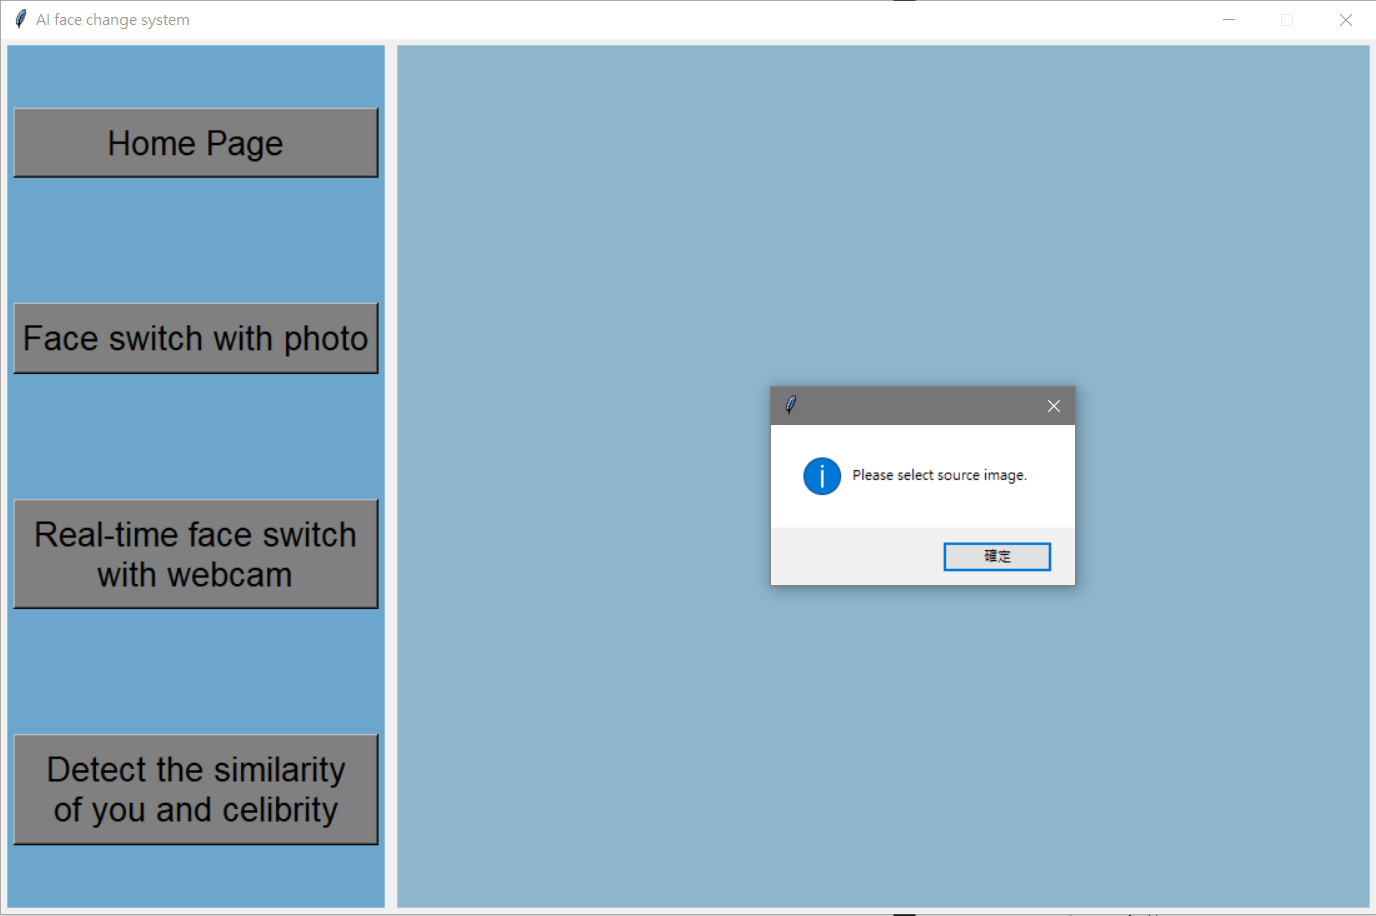 AI face change system
Home Page
Face switch with photo
Real-time face switch
with webcam
Detect the similarity
of you and celibrity
Please select source image.
確定